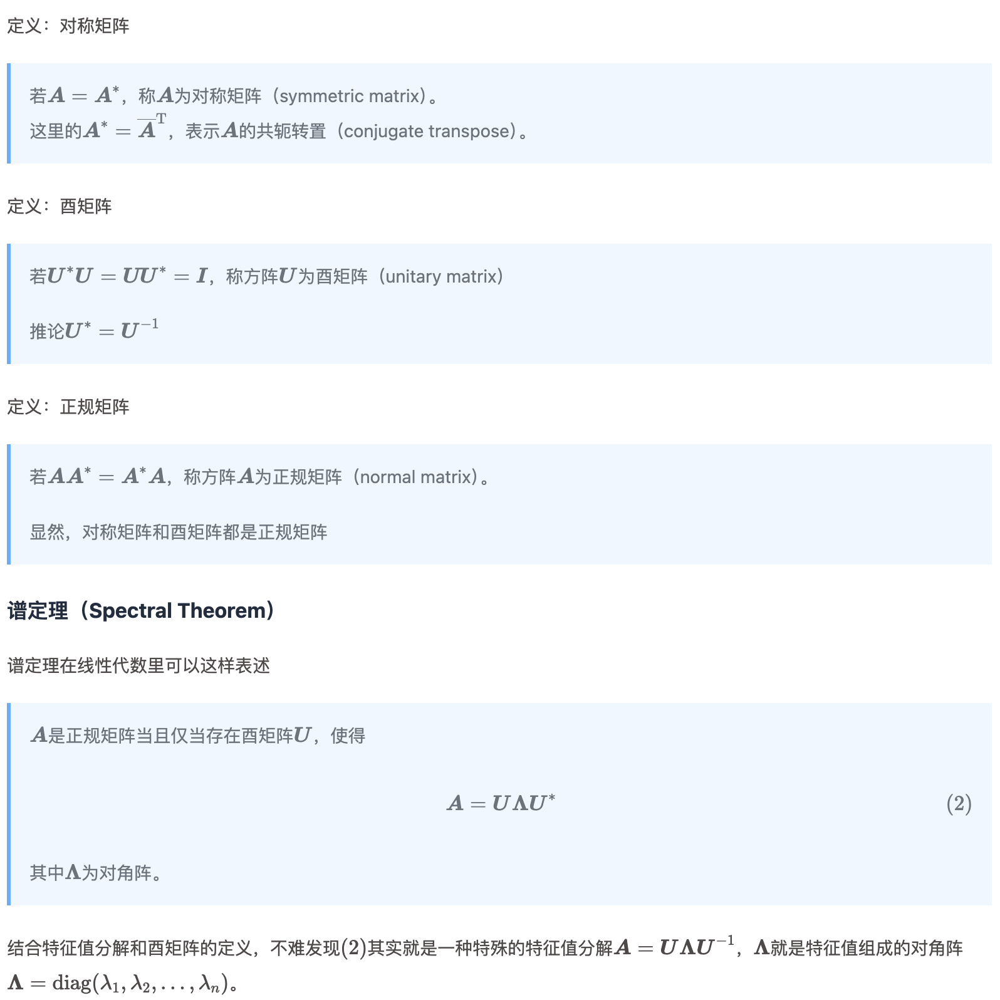 定义：对称矩阵
若$\boldsymbol{A} = \boldsymbol{A}^*$，称$\boldsymbol{A}$为对称矩阵（symmetric matrix）。
这里的$\boldsymbol{A}^* = \overline{\boldsymbol{A}}^{\mathrm{T}}$，表示$\boldsymbol{A}$的共轭转置（conjugate transpose）。
定义：酉矩阵
若$\boldsymbol{U}^*\boldsymbol{U} = \boldsymbol{U}\boldsymbol{U}^* = \boldsymbol{I}$，称方阵$\boldsymbol{U}$为酉矩阵（unitary matrix）
推论$\boldsymbol{U}^* = \boldsymbol{U}^{-1}$
定义：正规矩阵
若$\boldsymbol{A}\boldsymbol{A}^* = \boldsymbol{A}^*\boldsymbol{A}$，称方阵$\boldsymbol{A}$为正规矩阵（normal matrix）。
显然，对称矩阵和酉矩阵都是正规矩阵
谱定理（Spectral Theorem）
谱定理在线性代数里可以这样表述
$\boldsymbol{A}$是正规矩阵当且仅当存在酉矩阵$\boldsymbol{U}$，使得
$\boldsymbol{A} = \boldsymbol{U}\boldsymbol{\Lambda}\boldsymbol{U}^*$ (2)
其中$\boldsymbol{\Lambda}$为对角阵。
结合特征值分解和酉矩阵的定义，不难发现(2)其实就是一种特殊的特征值分解$\boldsymbol{A} = \boldsymbol{U}\boldsymbol{\Lambda}\boldsymbol{U}^{-1}$，$\boldsymbol{\Lambda}$就是特征值组成的对角阵
$\boldsymbol{\Lambda} = \mathrm{diag}(\lambda_1, \lambda_2, \ldots, \lambda_n)$。